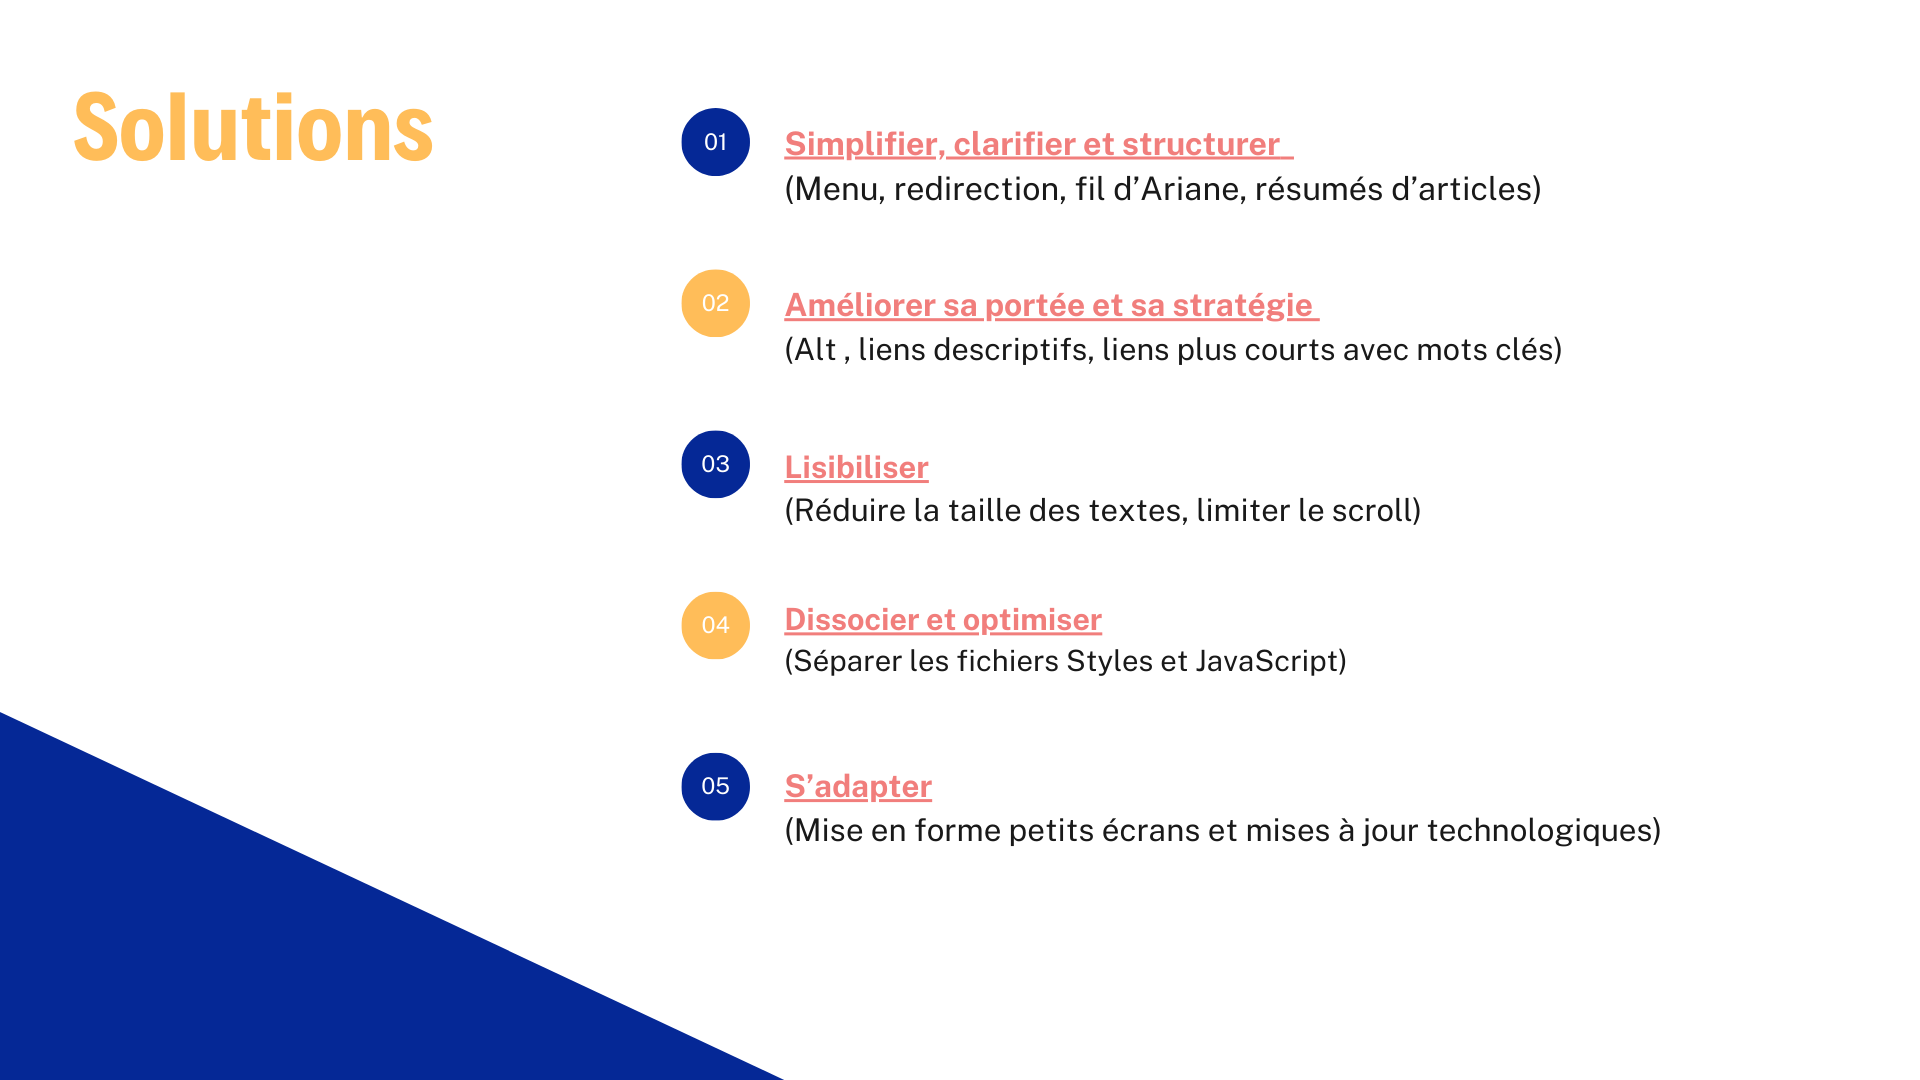 Solutions
01
Simplifier, clarifier et structurer
(Menu, redirection, fil d’Ariane, résumés d’articles)
02
Améliorer sa portée et sa stratégie
(Alt , liens descriptifs, liens plus courts avec mots clés)
03
Lisibiliser
(Réduire la taille des textes, limiter le scroll)
04
Dissocier et optimiser
(Séparer les fichiers Styles et JavaScript)
05
S’adapter
(Mise en forme petits écrans et mises à jour technologiques)